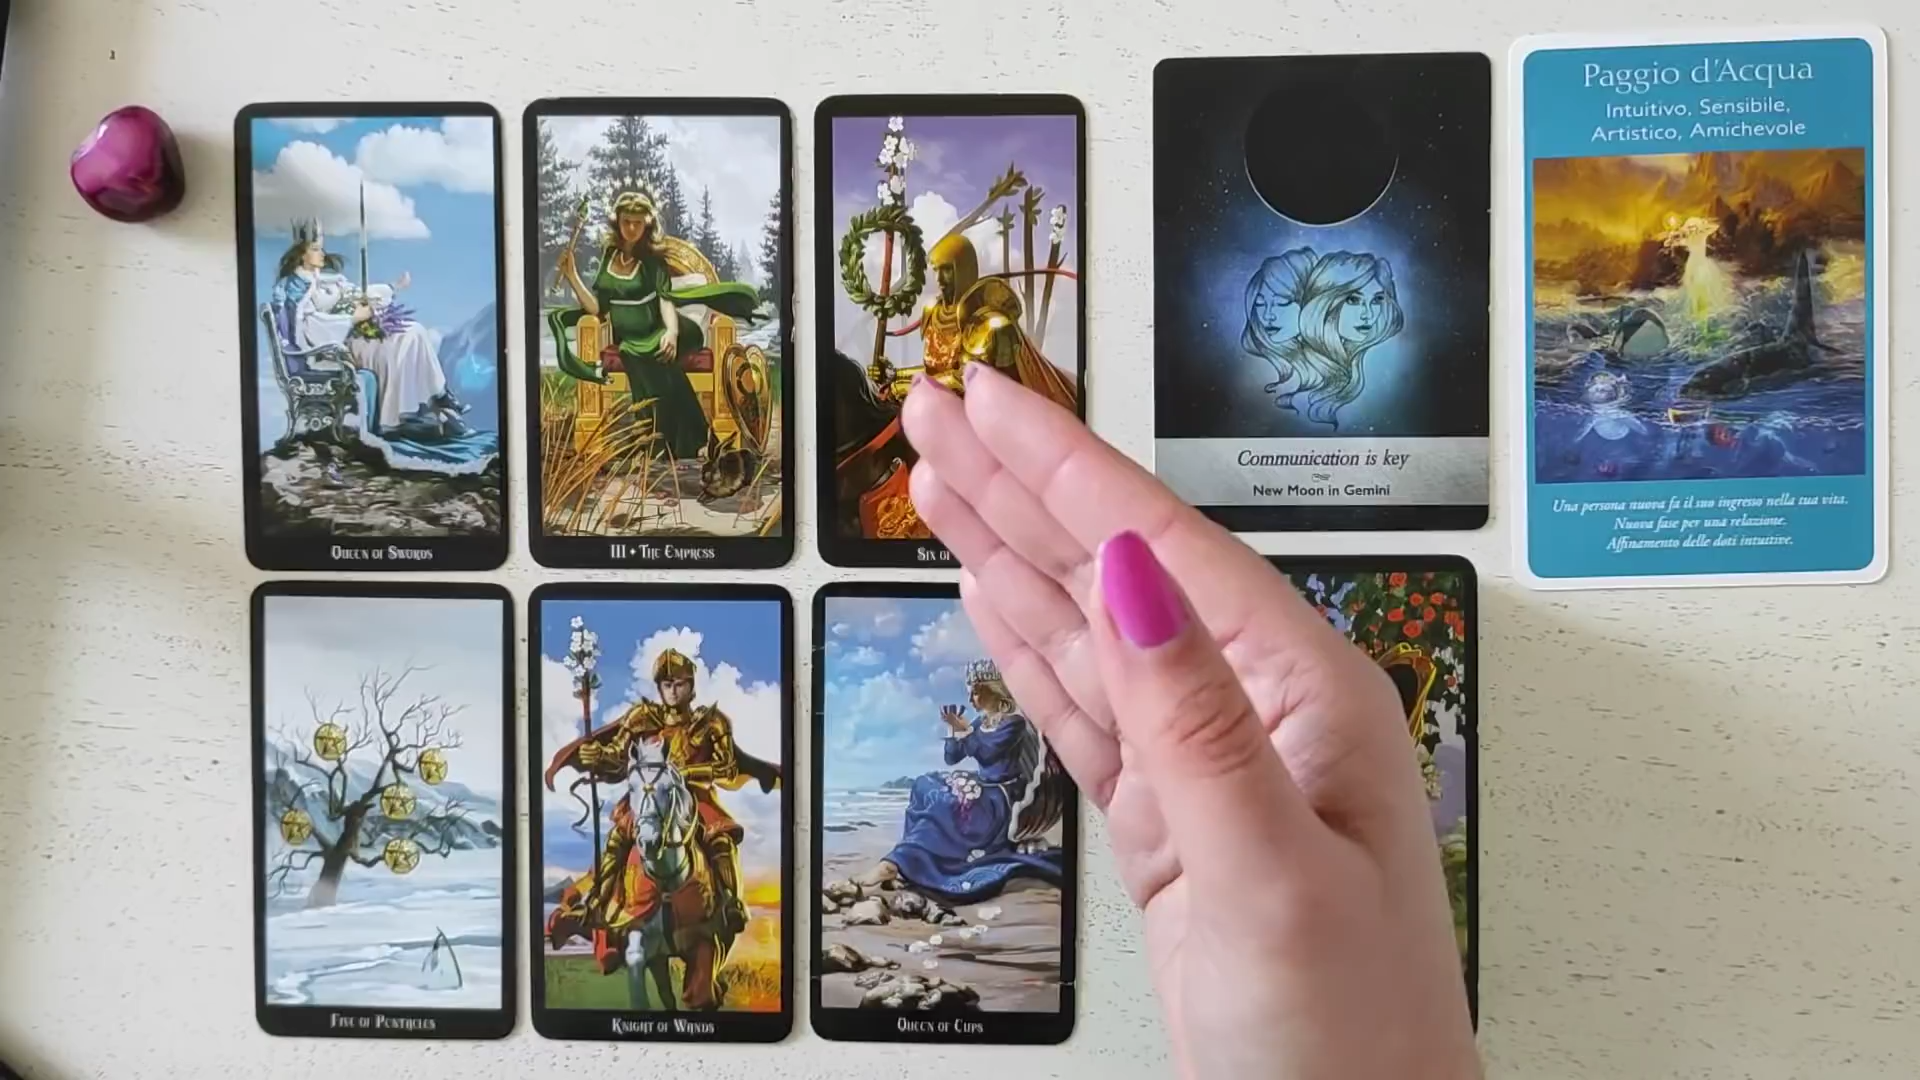 QUEEN OF SWORDS
III • THE EMPRESS
SIX OF
Communication is key
New Moon in Gemini
Paggio d'Acqua
Intuitivo, Sensibile,
Artistico, Amichevole
Una persona nuova fa il suo ingresso nella tua vita.
Nuova fase per una relazione.
Affinamento delle doti intuitive.
FIVE OF PENTACLES
KNIGHT OF WANDS
QUEEN OF CUPS